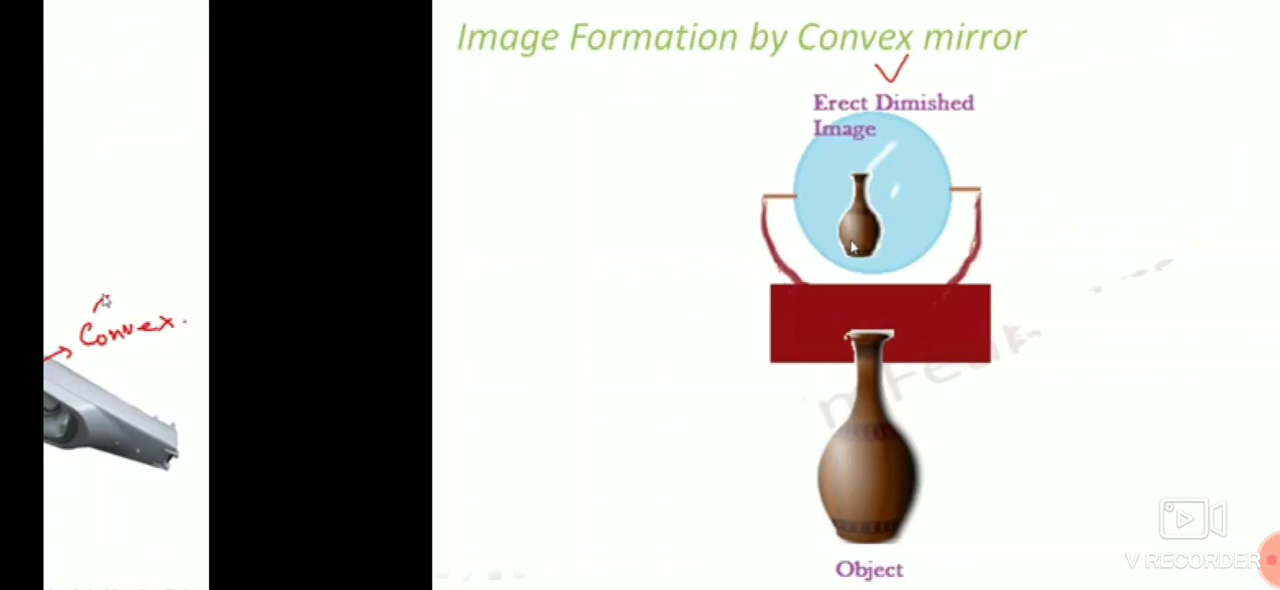 Image Formation by Convex mirror
Erect Dimished
Image
Convex.
Object
V RECORDER